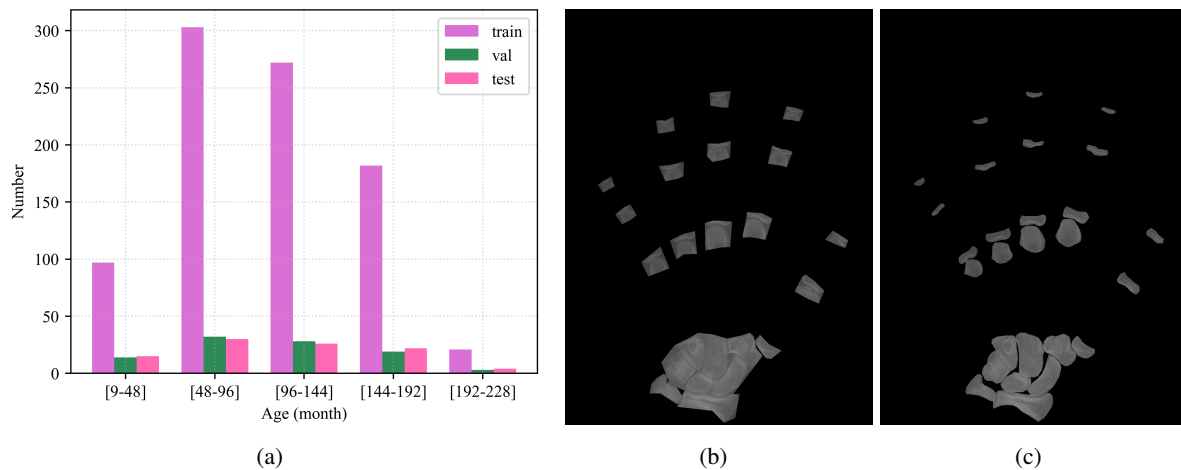 300
250
200
150
100
50
0
Number
train
val
test
[9-48] [48-96] [96-144] [144-192] [192-228]
Age (month)
(a) (b) (c)